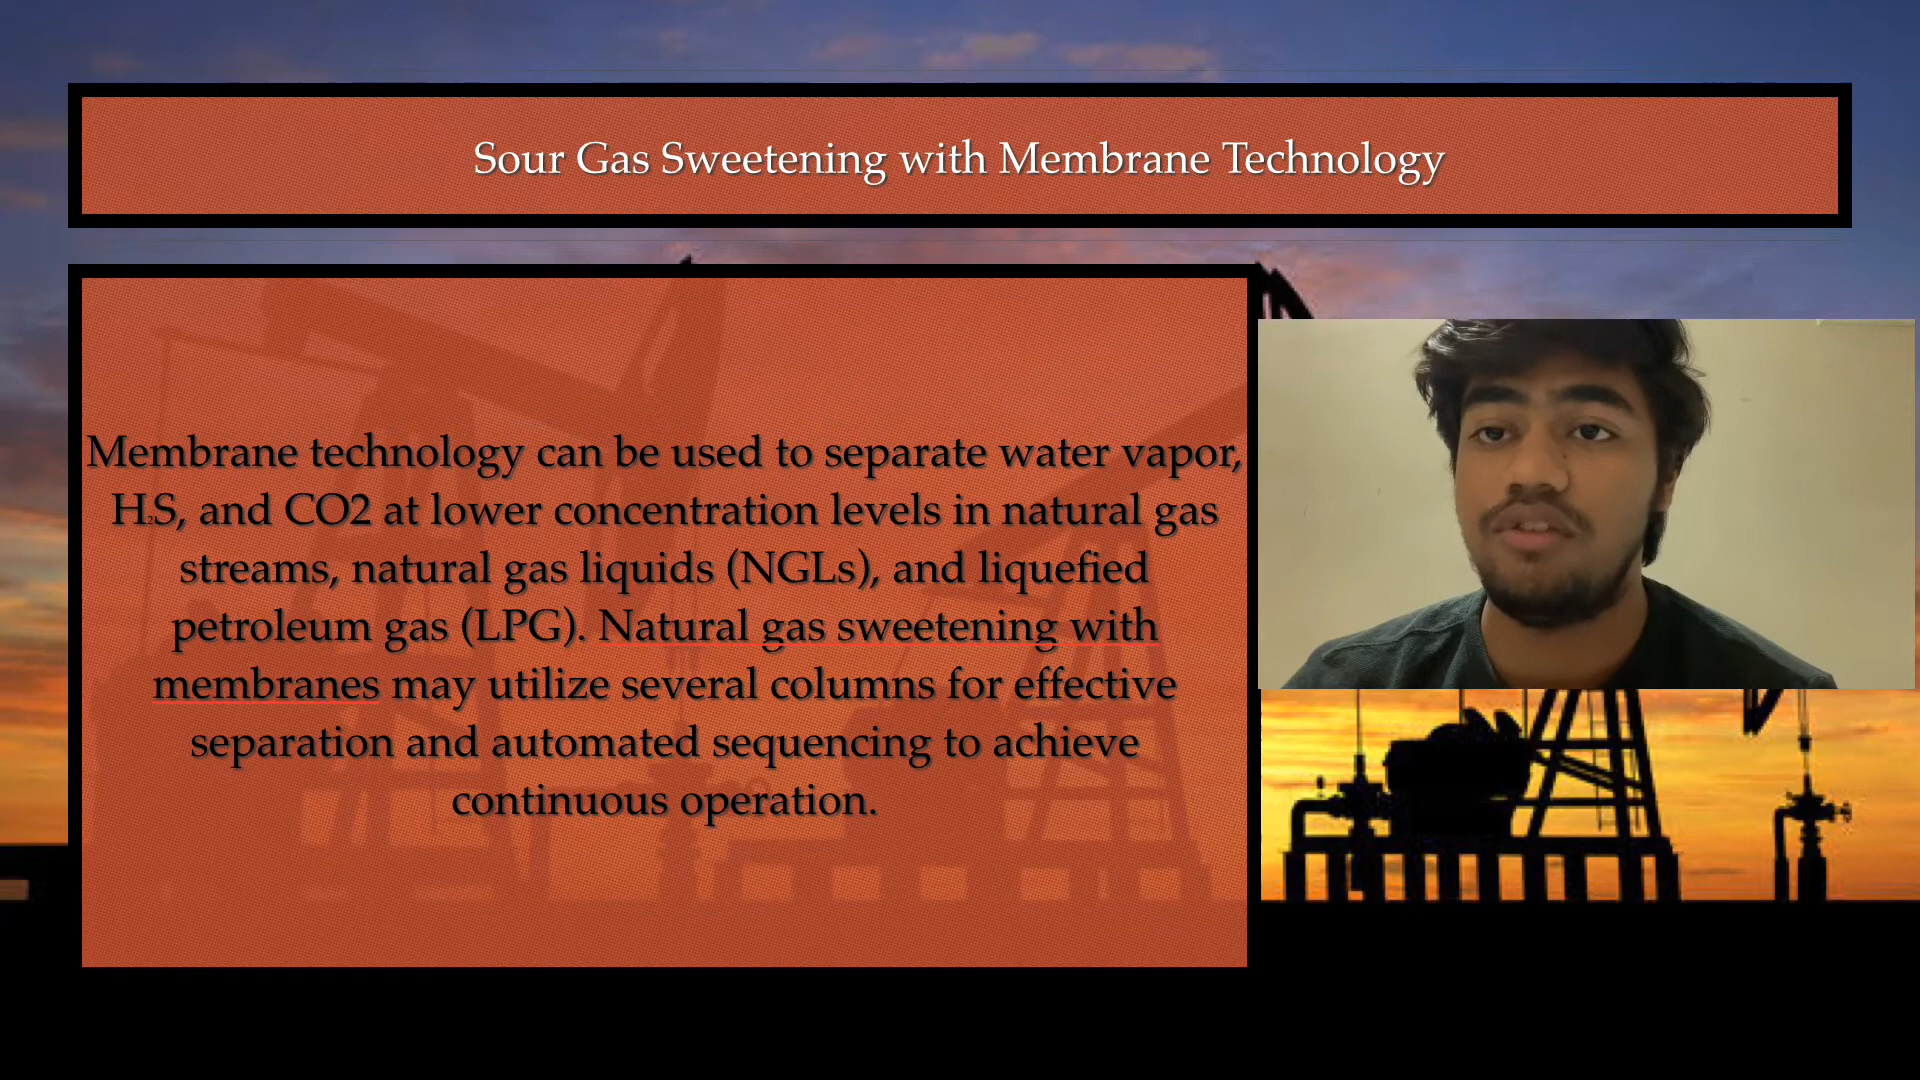 Sour Gas Sweetening with Membrane Technology
Membrane technology can be used to separate water vapor,
H₂S, and CO2 at lower concentration levels in natural gas
streams, natural gas liquids (NGLs), and liquefied
petroleum gas (LPG). Natural gas sweetening with
membranes may utilize several columns for effective
separation and automated sequencing to achieve
continuous operation.